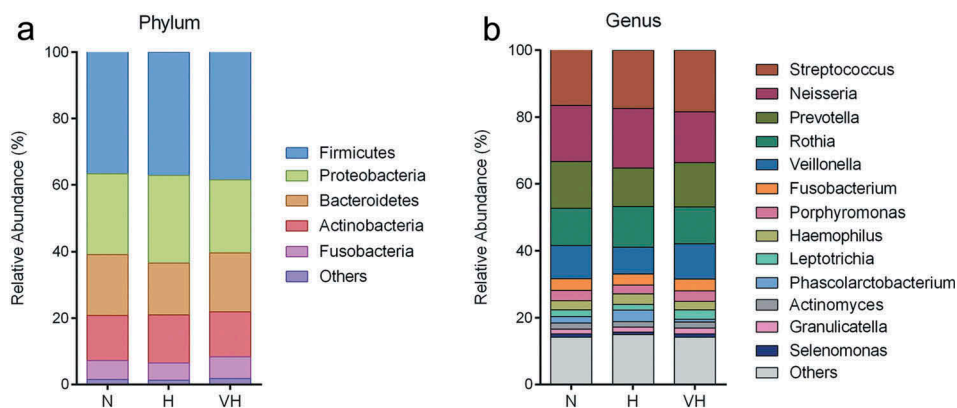 a
Phylum
Relative Abundance (%)
100
80
60
40
20
0
N H VH
Firmicutes
Proteobacteria
Bacteroidetes
Actinobacteria
Fusobacteria
Others
b
Genus
Relative Abundance (%)
100
80
60
40
20
0
N H VH
Streptococcus
Neisseria
Prevotella
Rothia
Veillonella
Fusobacterium
Porphyromonas
Haemophilus
Leptotrichia
Phascolarctobacterium
Actinomyces
Granulicatella
Selenomonas
Others